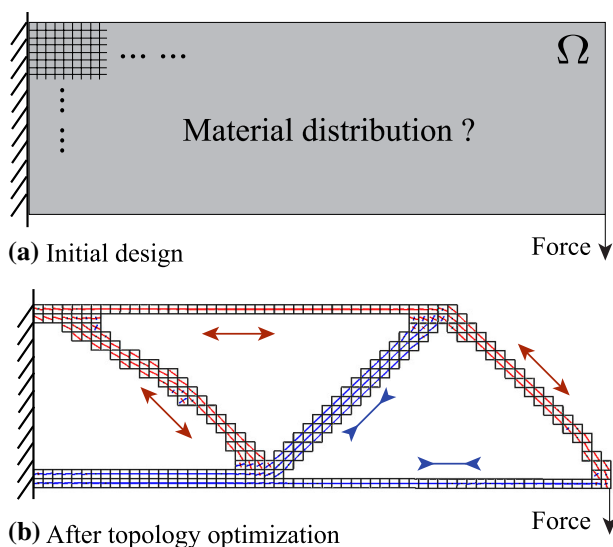 ... ...
Ω
Material distribution ?
Force
(a) Initial design
Force
(b) After topology optimization